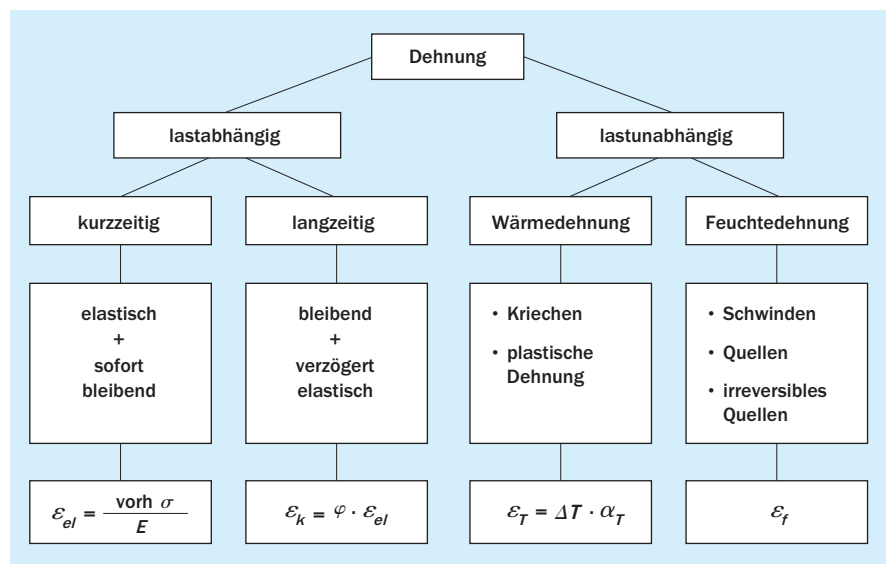 Dehnung
lastabhängig
lastunabhängig
kurzzeitig
langzeitig
Wärmedehnung
Feuchtedehnung
elastisch
+
sofort
bleibend
bleibend
+
verzögert
elastisch
• Kriechen
• plastische
Dehnung
• Schwinden
• Quellen
• irreversibles
Quellen
ε_el = vorh σ / E
ε_k = φ · ε_el
ε_T = ΔT · α_T
ε_f